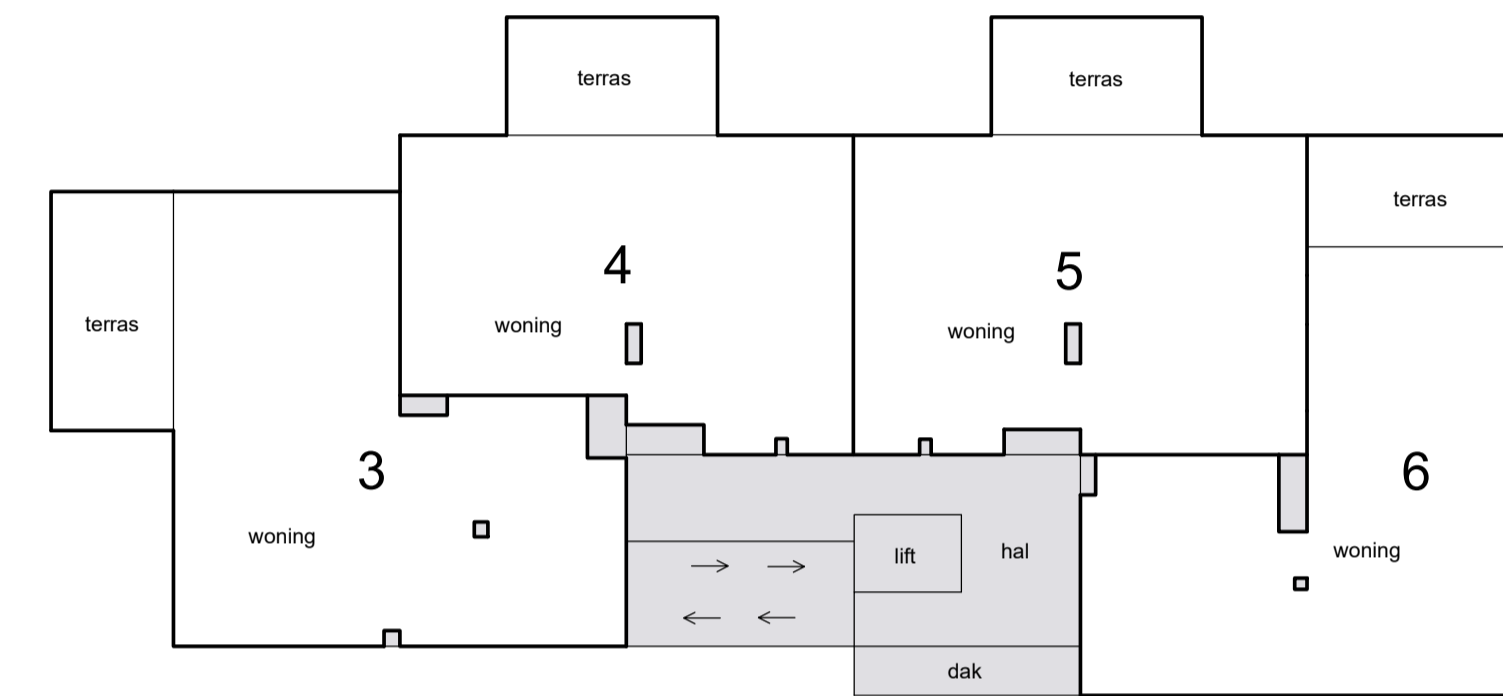 terras
terras
terras
4
5
terras
woning
woning
3
6
woning
woning
lift
hal
dak